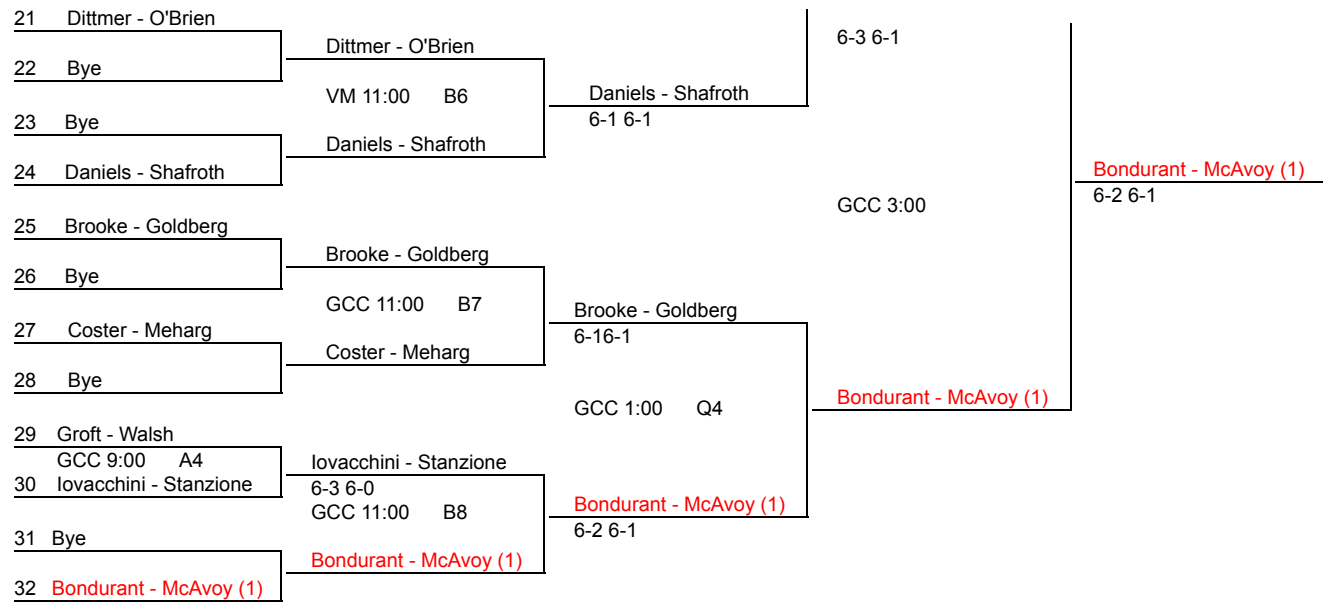 21 Dittmer - O'Brien
Dittmer - O'Brien
6-3 6-1
22 Bye
VM 11:00 B6
Daniels - Shafroth
6-1 6-1
23 Bye
Daniels - Shafroth
24 Daniels - Shafroth
Bondurant - McAvoy (1)
6-2 6-1
GCC 3:00
25 Brooke - Goldberg
Brooke - Goldberg
26 Bye
GCC 11:00 B7
Brooke - Goldberg
6-16-1
27 Coster - Meharg
Coster - Meharg
28 Bye
GCC 1:00 Q4
Bondurant - McAvoy (1)
29 Groft - Walsh
GCC 9:00 A4
Iovacchini - Stanzione
30 Iovacchini - Stanzione
6-3 6-0
GCC 11:00 B8
Bondurant - McAvoy (1)
6-2 6-1
31 Bye
Bondurant - McAvoy (1)
32 Bondurant - McAvoy (1)